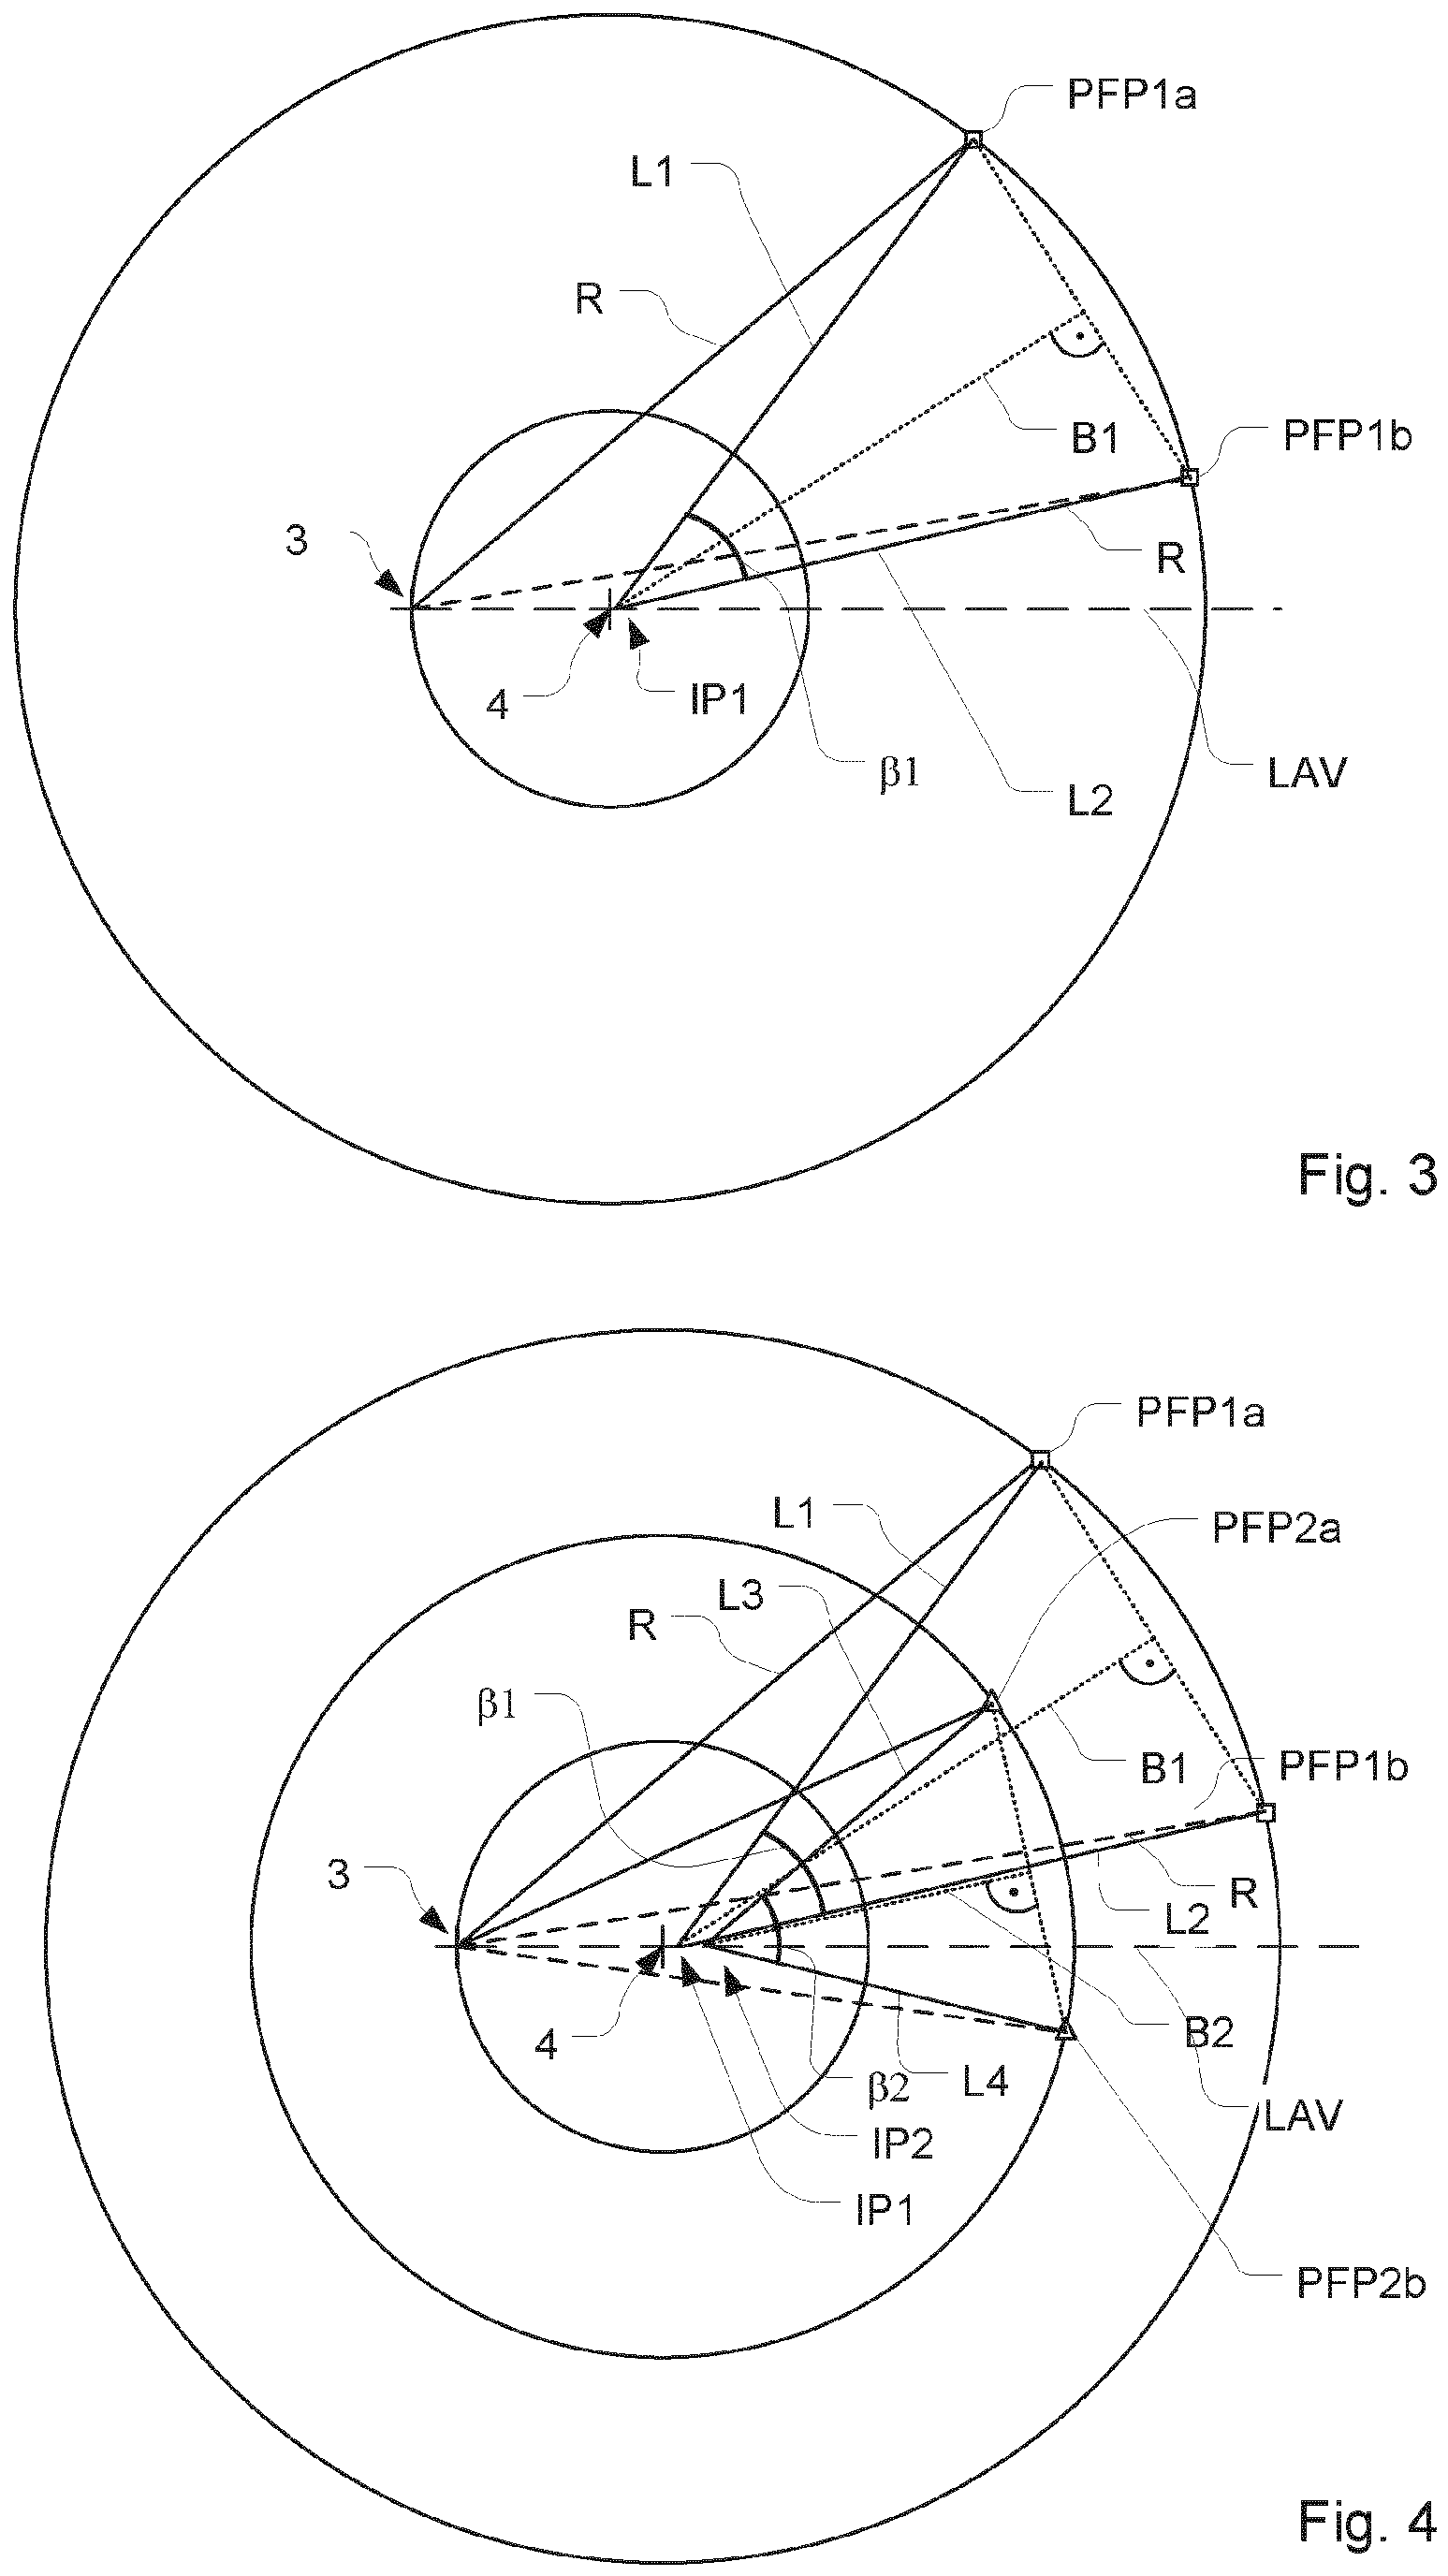 PFP1a
L1
R
B1
PFP1b
3
R
4
IP1
β1
L2
LAV
Fig. 3
PFP1a
L1
PFP2a
L3
R
β1
B1
PFP1b
3
R
L2
4
B2
β2
L4
LAV
IP2
IP1
PFP2b
Fig. 4